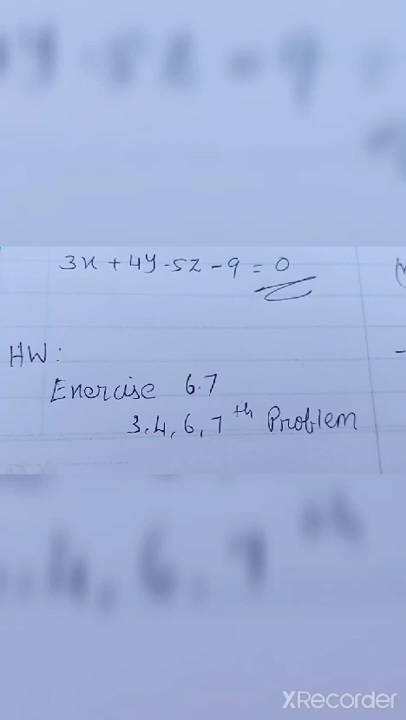 3x + 4y - 5z - 9 = 0
HW:
Exercise 6.7
3, 4, 6, 7th Problem
XRecorder